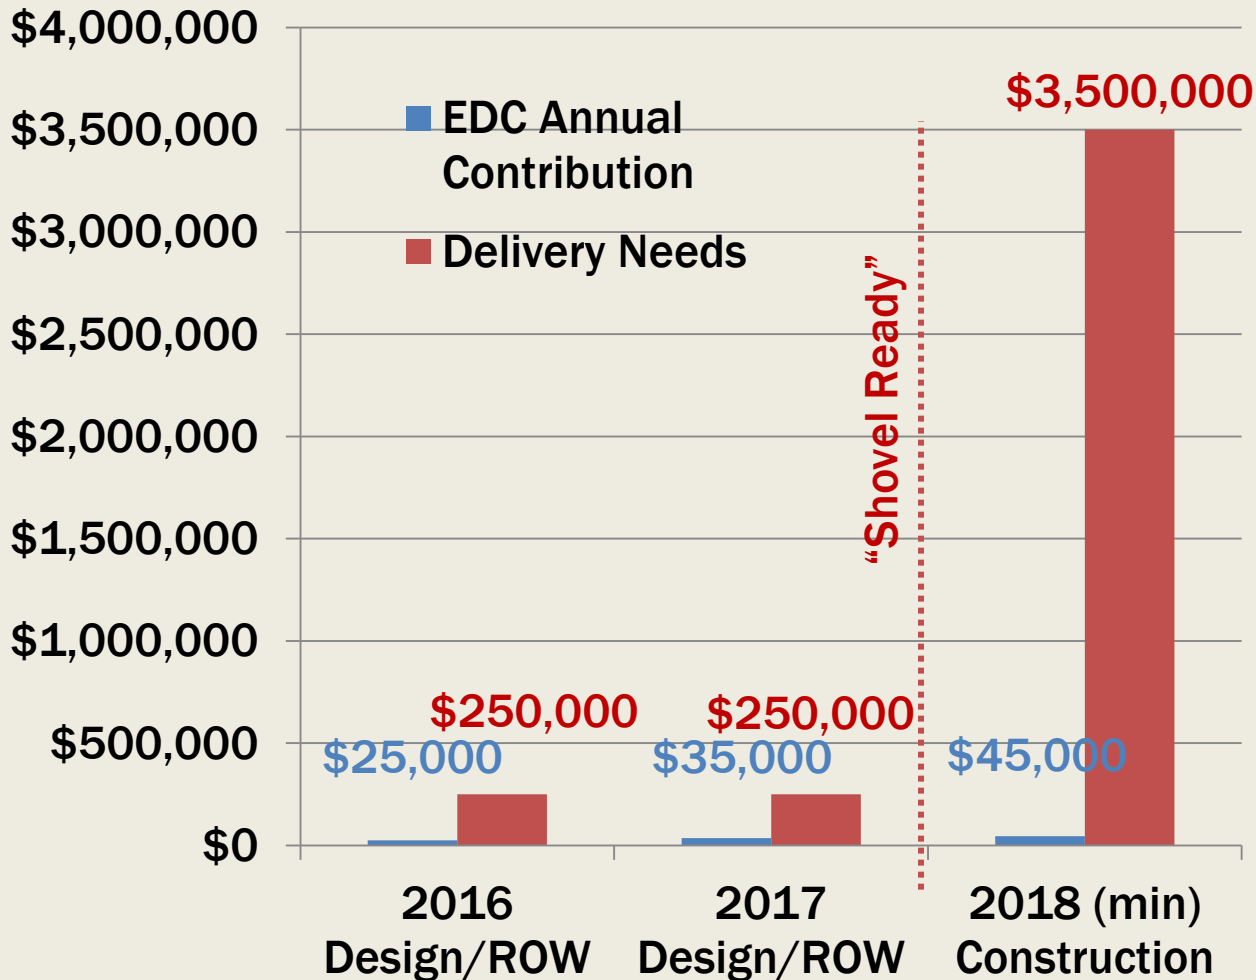 $4,000,000
$3,500,000
$3,000,000
$2,500,000
$2,000,000
$1,500,000
$1,000,000
$500,000
$0
EDC Annual
Contribution
Delivery Needs
“Shovel Ready”
$3,500,000
$250,000
$250,000
$25,000
$35,000
$45,000
2016
Design/ROW
2017
Design/ROW
2018 (min)
Construction